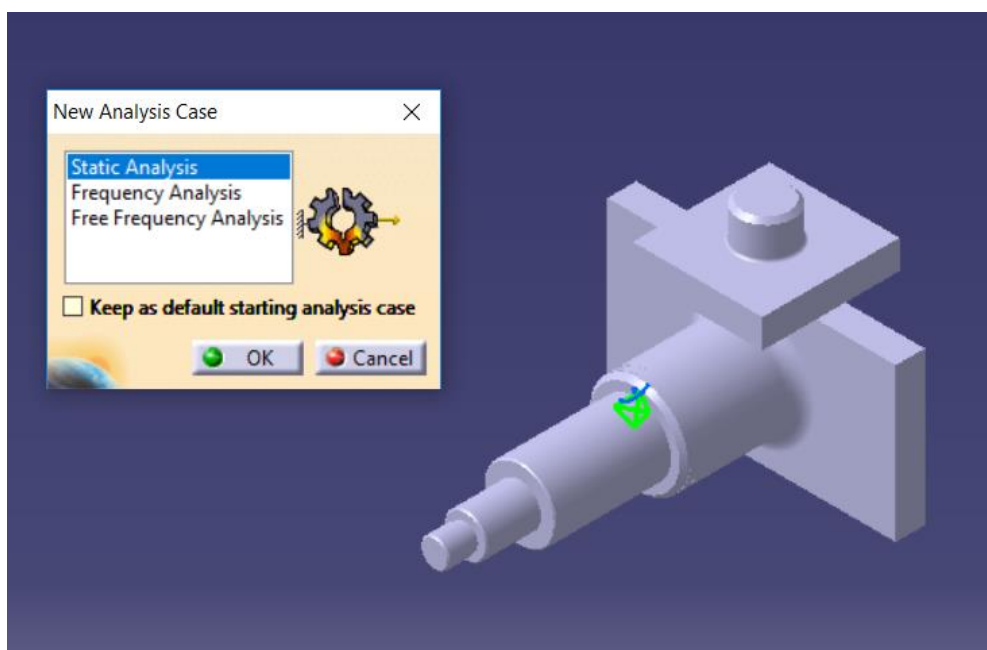 New Analysis Case
Static Analysis
Frequency Analysis
Free Frequency Analysis
Keep as default starting analysis case
OK
Cancel